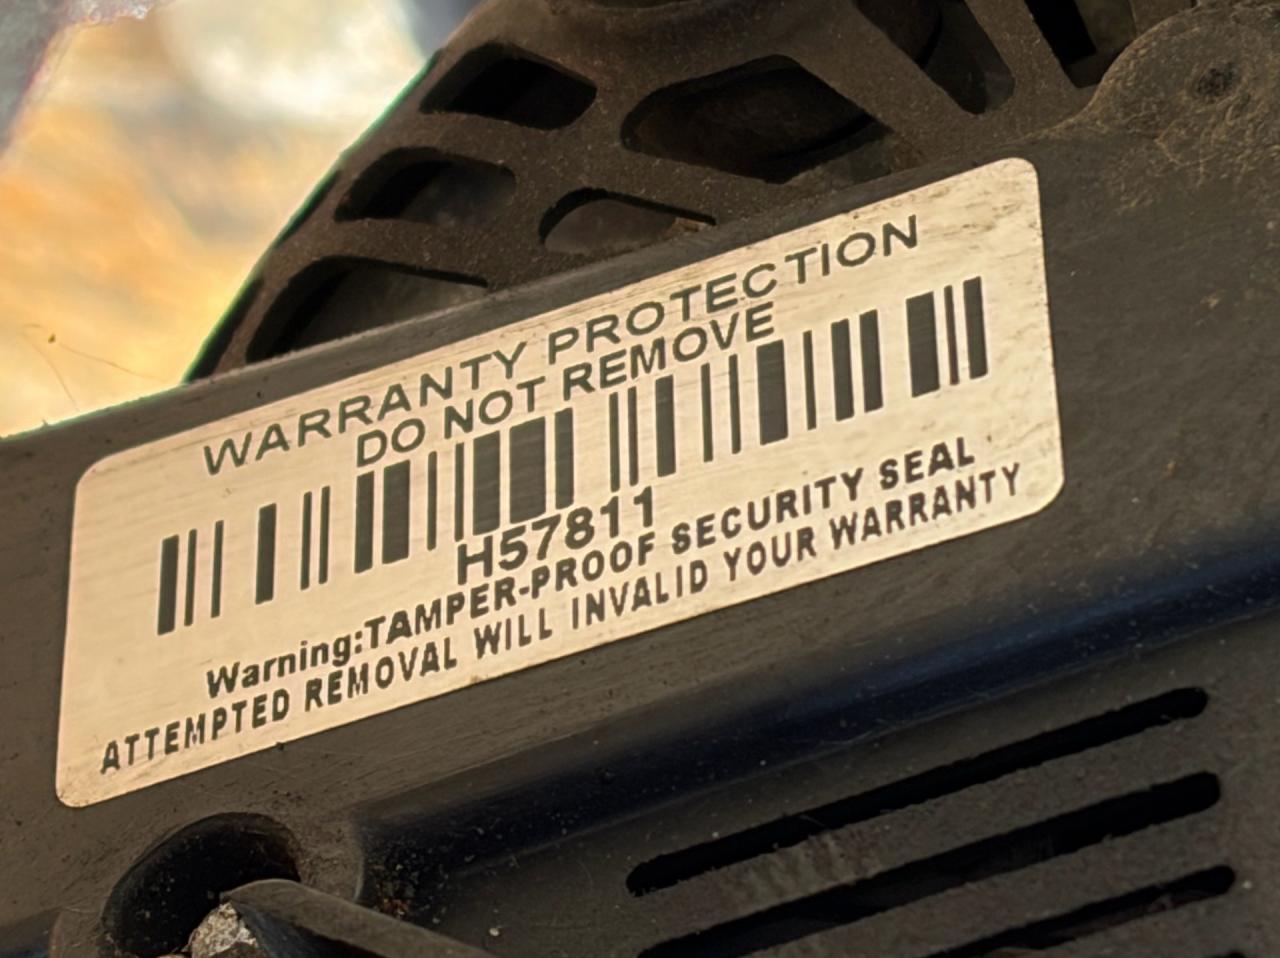 WARRANTY PROTECTION
DO NOT REMOVE
H57811
Warning:TAMPER-PROOF SECURITY SEAL
ATTEMPTED REMOVAL WILL INVALID YOUR WARRANTY